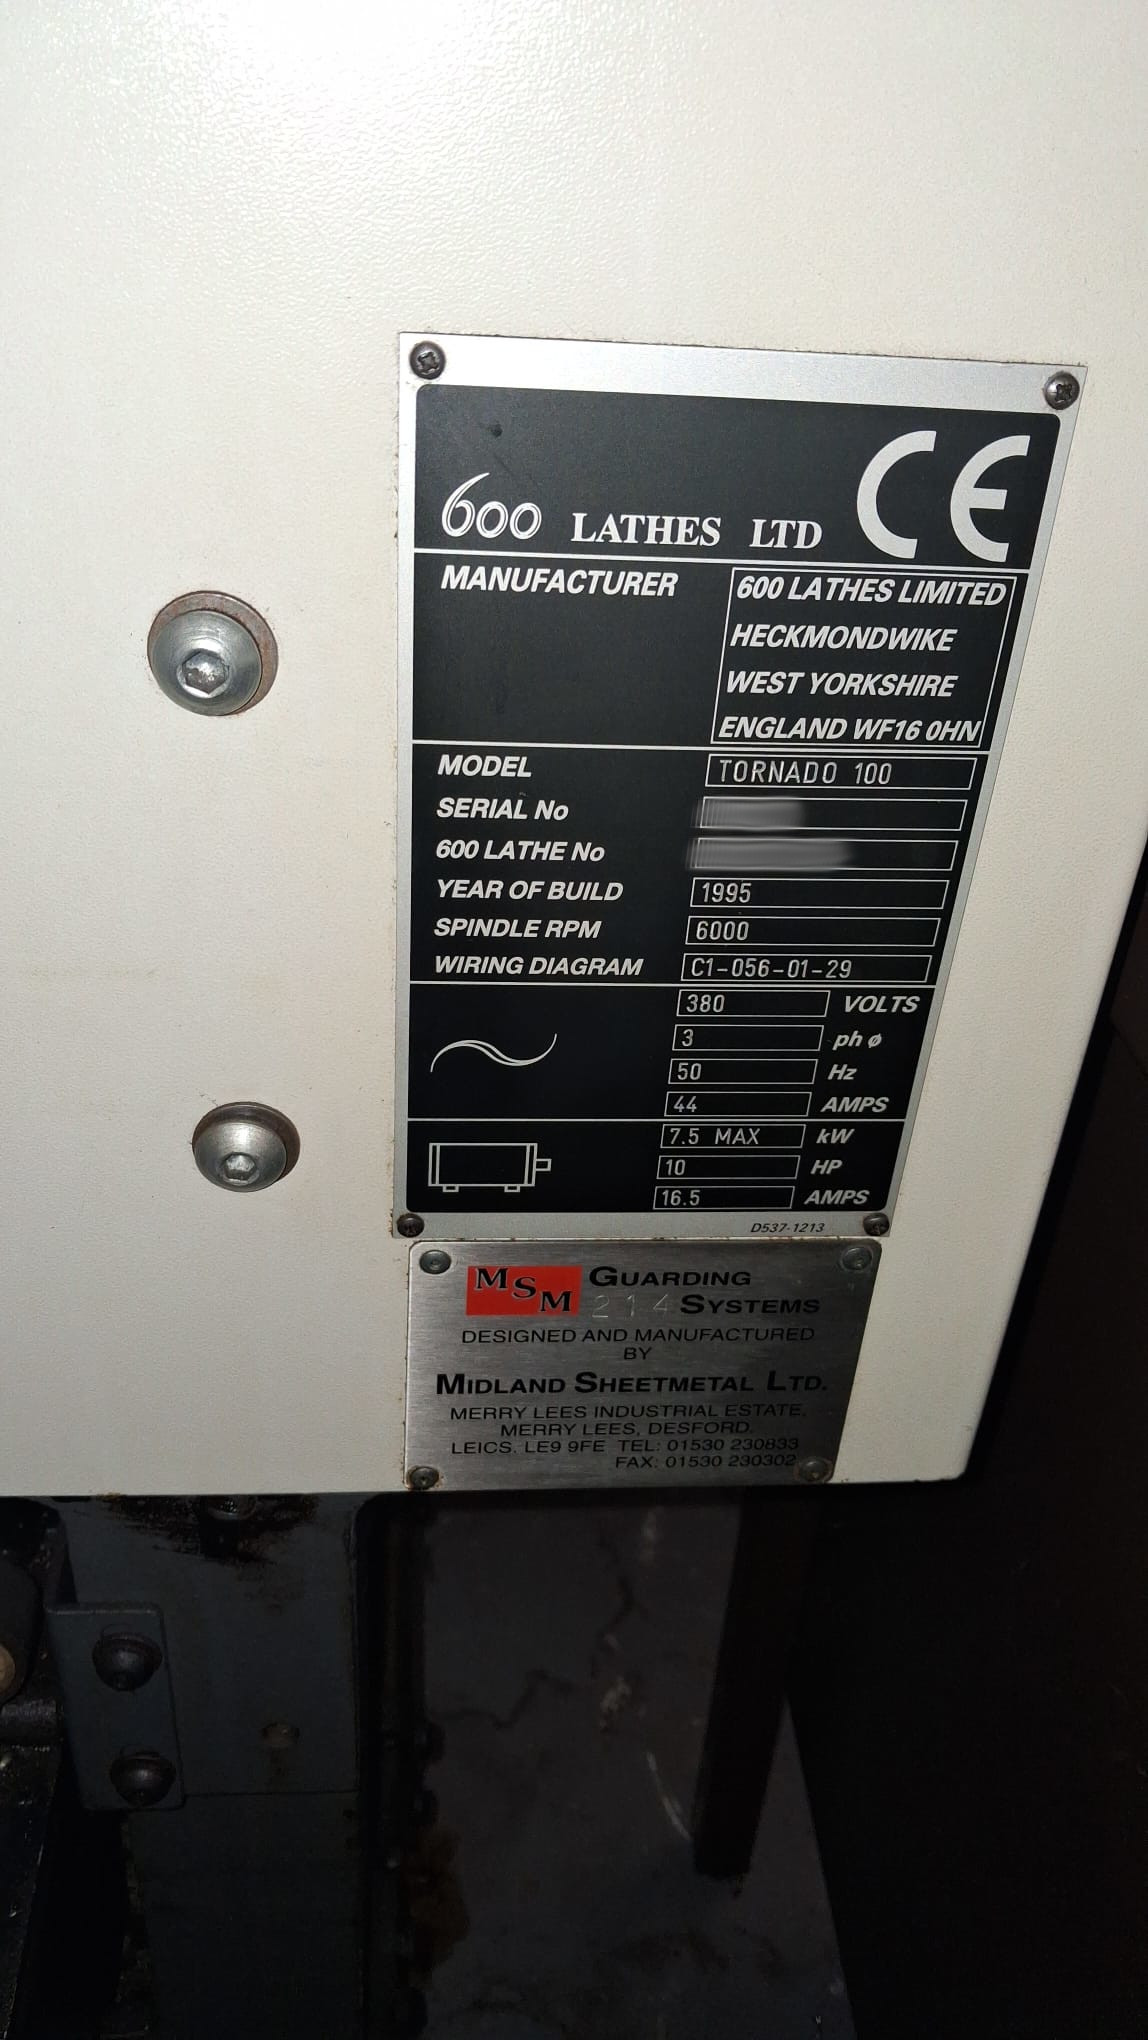 600 LATHES LTD CE
MANUFACTURER 600 LATHES LIMITED
HECKMONDWIKE
WEST YORKSHIRE
ENGLAND WF16 0HN
MODEL TORNADO 100
SERIAL No
600 LATHE No
YEAR OF BUILD 1995
SPINDLE RPM 6000
WIRING DIAGRAM C1-056-01-29
380 VOLTS
3 ph ø
50 Hz
44 AMPS
7.5 MAX kW
10 HP
16.5 AMPS
D537-1213
MSM GUARDING
214 SYSTEMS
DESIGNED AND MANUFACTURED
BY
MIDLAND SHEETMETAL LTD.
MERRY LEES INDUSTRIAL ESTATE,
MERRY LEES, DESFORD.
LEICS. LE9 9FE TEL: 01530 230833
FAX: 01530 230302